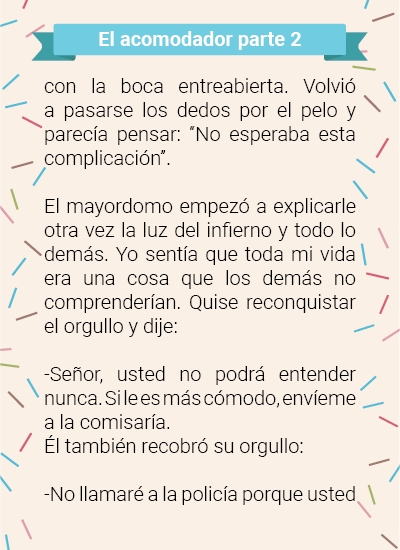 El acomodador parte 2
con la boca entreabierta. Volvió
a pasarse los dedos por el pelo y
parecía pensar: “No esperaba esta
complicación”.
El mayordomo empezó a explicarle
otra vez la luz del infierno y todo lo
demás. Yo sentía que toda mi vida
era una cosa que los demás no
comprenderían. Quise reconquistar
el orgullo y dije:
-Señor, usted no podrá entender
nunca. Si le es más cómodo, envíeme
a la comisaría.
Él también recobró su orgullo:
-No llamaré a la policía porque usted